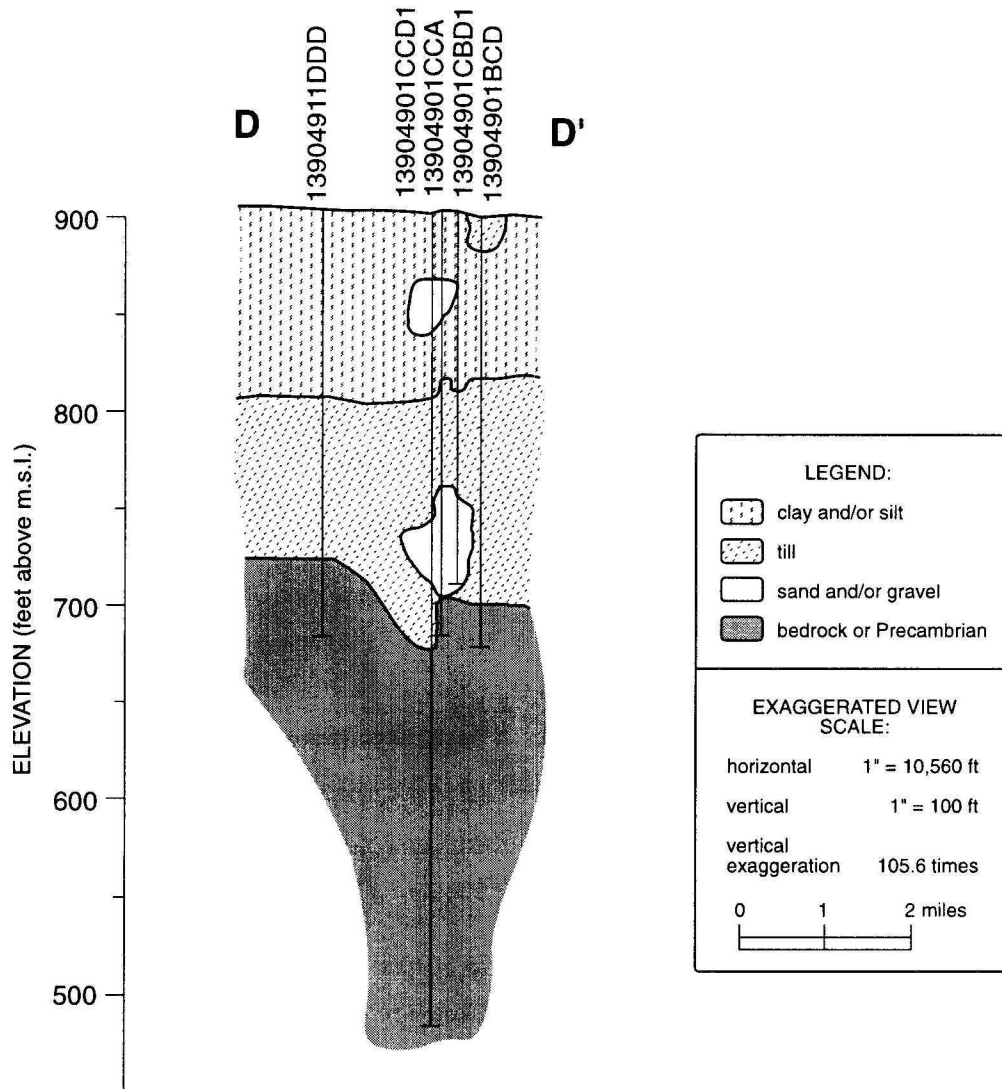 D
13904911DDD
13904901CCD1
13904901CCA
13904901CBD1
13904901BCD
D'
ELEVATION (feet above m.s.l.)
900
800
700
600
500
LEGEND:
clay and/or silt
till
sand and/or gravel
bedrock or Precambrian
EXAGGERATED VIEW
SCALE:
horizontal 1" = 10,560 ft
vertical 1" = 100 ft
vertical
exaggeration 105.6 times
0 1 2 miles